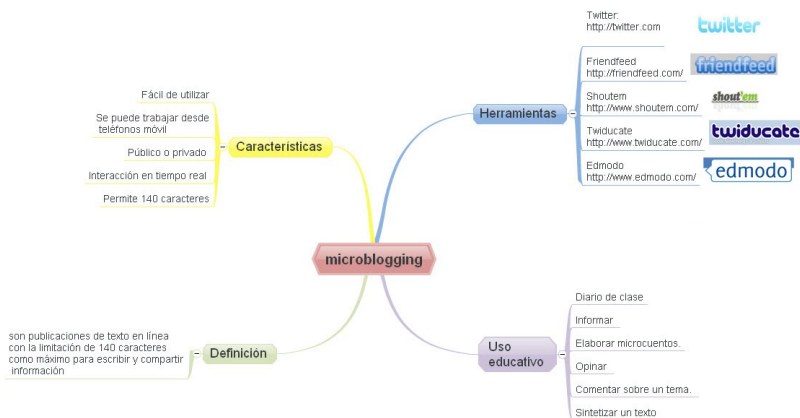 microblogging
Características
Fácil de utilizar
Se puede trabajar desde
teléfonos móvil
Público o privado
Interacción en tiempo real
Permite 140 caracteres
Definición
son publicaciones de texto en línea
con la limitación de 140 caracteres
como máximo para escribir y compartir
información
Herramientas
Twitter:
http://twitter.com
twitter
Friendfeed
http://friendfeed.com/
friendfeed
Shoutem
http://www.shoutem.com/
shout'em
Twiducate
http://www.twiducate.com/
twiducate
Edmodo
http://www.edmodo.com/
edmodo
Uso
educativo
Diario de clase
Informar
Elaborar microcuentos.
Opinar
Comentar sobre un tema.
Sintetizar un texto